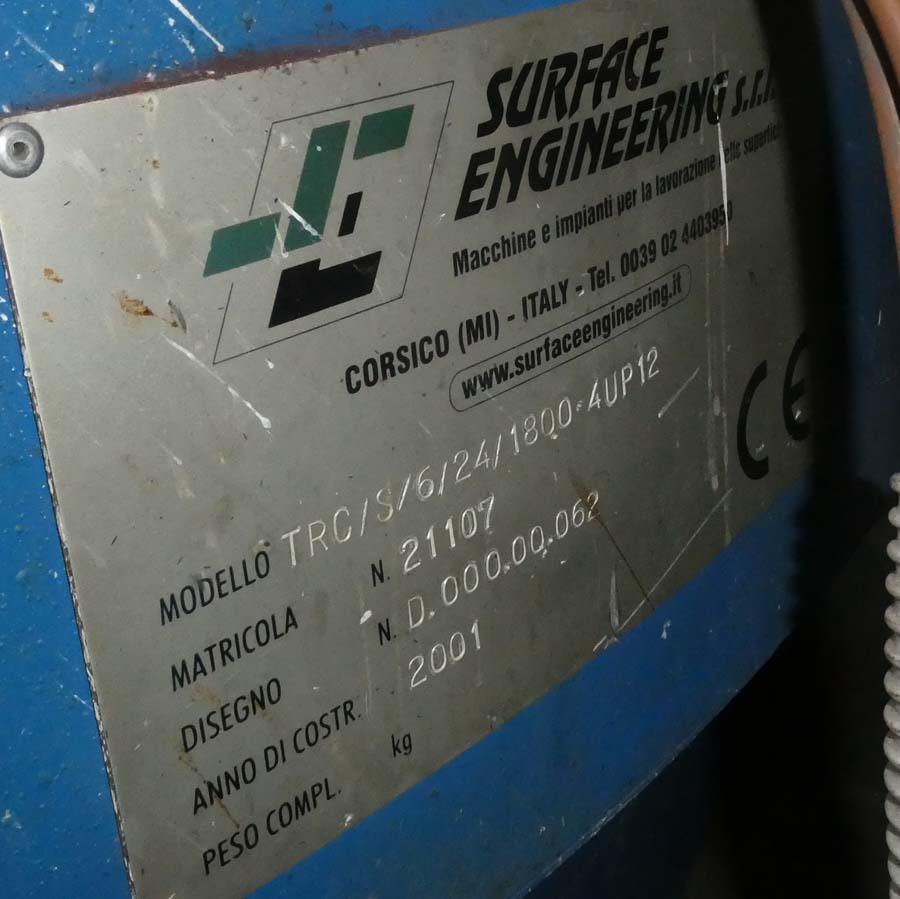 SURFACE
ENGINEERING s.r.l.
Macchine e impianti per la lavorazione delle superfici
CORSICO (MI) - ITALY - Tel. 0039 02 4403950
www.surfaceengineering.it
CE
MODELLO TRC/S/6/24/1800-4UP12
MATRICOLA N. 21107
DISEGNO N. D.000.00.062
ANNO DI COSTR. 2001
PESO COMPL. kg